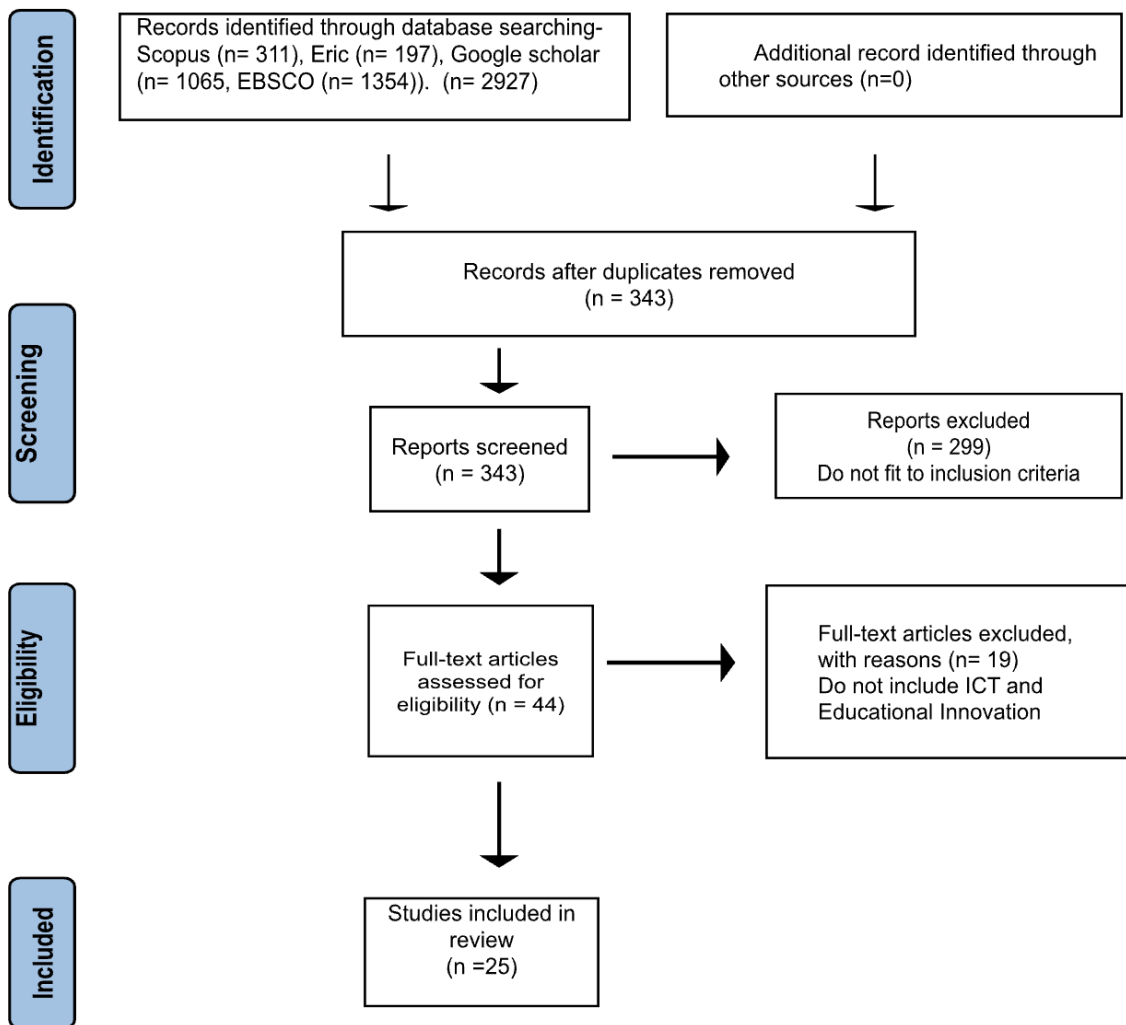 Identification
Records identified through database searching-
Scopus (n= 311), Eric (n= 197), Google scholar
(n= 1065, EBSCO (n= 1354)).  (n= 2927)
Additional record identified through
other sources (n=0)
Records after duplicates removed
(n = 343)
Screening
Reports screened
(n = 343)
Reports excluded
(n = 299)
Do not fit to inclusion criteria
Eligibility
Full-text articles
assessed for
eligibility (n = 44)
Full-text articles excluded,
with reasons (n= 19)
Do not include ICT and
Educational Innovation
Included
Studies included in
review
(n =25)